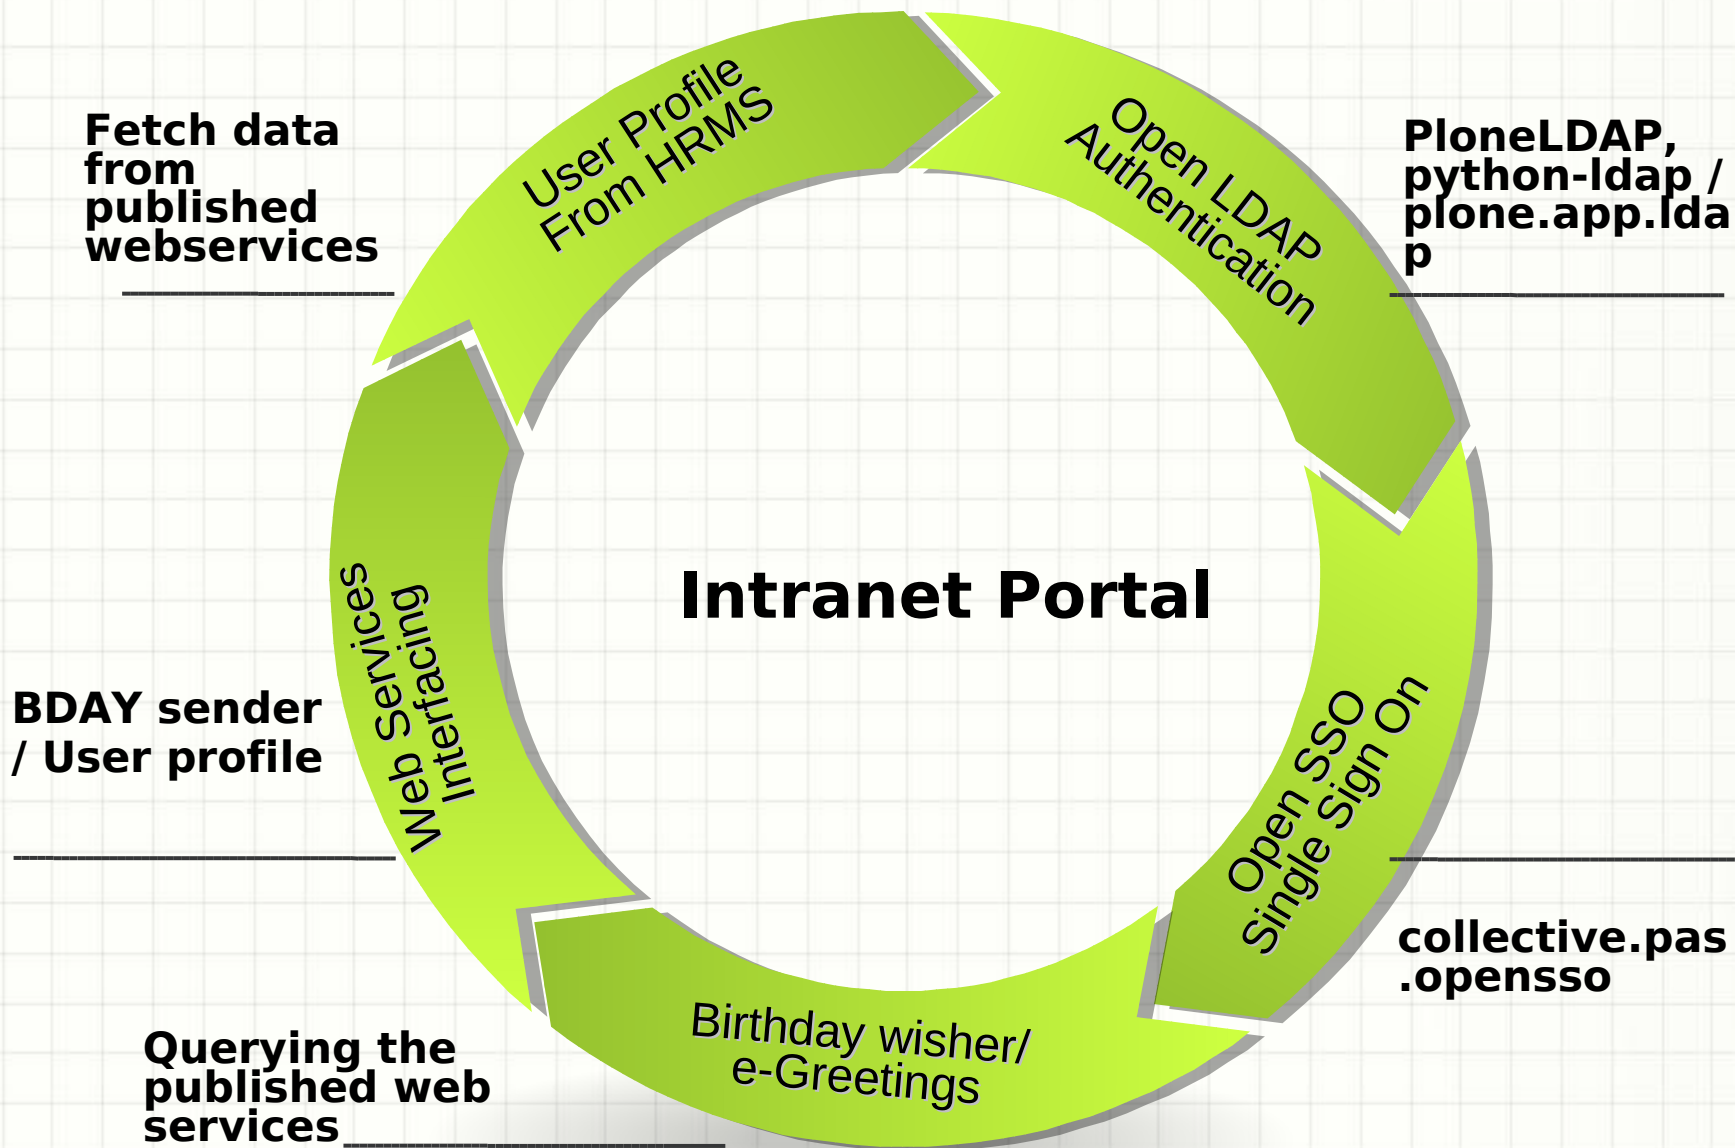 User Profile
From HRMS
Open LDAP
Authentication
Fetch data
from
published
webservices
PloneLDAP,
python-ldap /
plone.app.lda
p
Intranet Portal
Web Services
Interfacing
Open SSO
Single Sign On
BDAY sender
/ User profile
collective.pas
.opensso
Birthday wisher/
e-Greetings
Querying the
published web
services